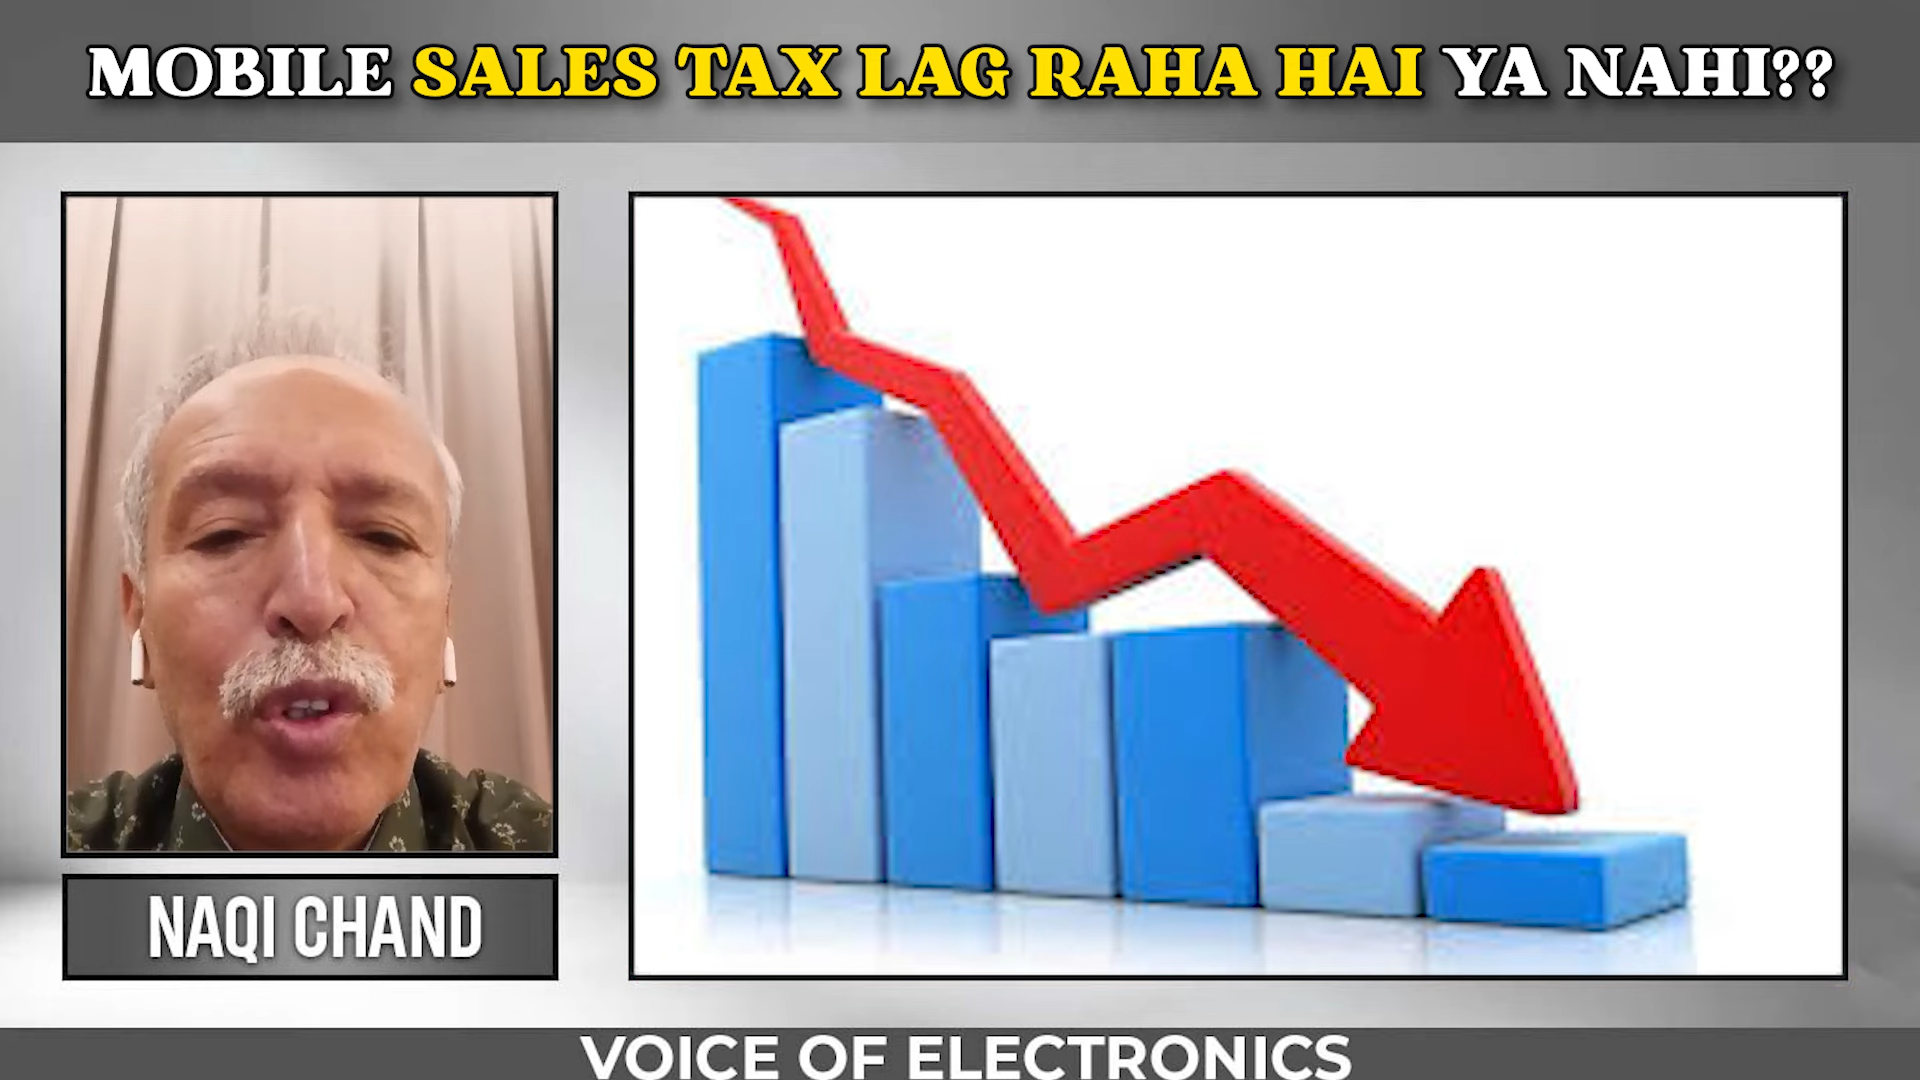 MOBILE SALES TAX LAG RAHA HAI YA NAHI??
NAQI CHAND
VOICE OF ELECTRONICS